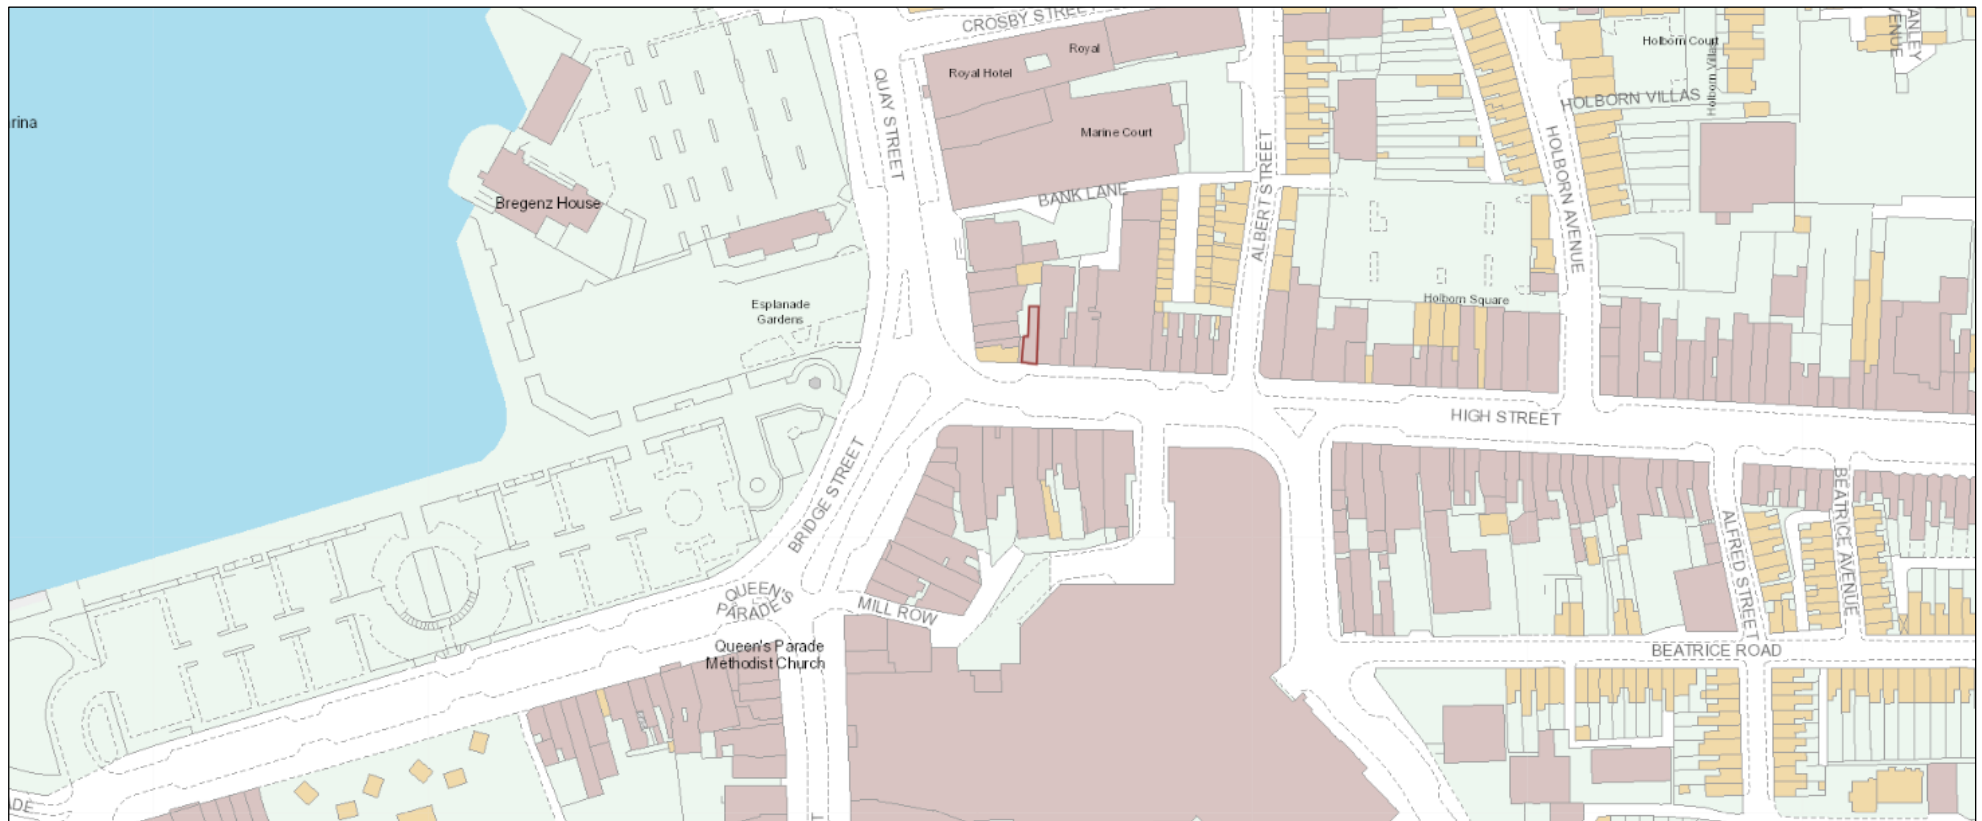 CROSBY STREET
Royal
Royal Hotel
QUAY STREET
Marine Court
BANK LANE
ALBERT STREET
Holborn Court
Holborn Villas
HOLBORN VILLAS
HOLBORN AVENUE
Bregenz House
Esplanade
Gardens
Holborn Square
HIGH STREET
BRIDGE STREET
QUEEN'S
PARADE
MILL ROW
Queen's Parade
Methodist Church
ALFRED STREET
BEATRICE AVENUE
BEATRICE ROAD